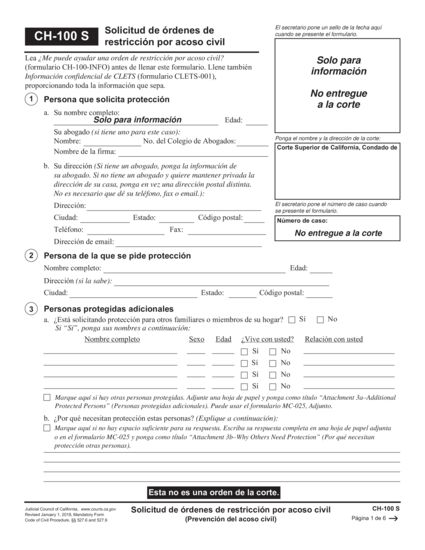 CH-100 S
Solicitud de órdenes de
restricción por acoso civil
El secretario pone un sello de la fecha aquí
cuando se presente el formulario.
Lea ¿Me puede ayudar una orden de restricción por acoso civil?
(formulario CH-100-INFO) antes de llenar este formulario. Llene también
Información confidencial de CLETS (formulario CLETS-001),
proporcionando toda la información que sepa.
Solo para
información
No entregue
a la corte
1 Persona que solicita protección
a. Su nombre completo:
Solo para información Edad:
Su abogado (si tiene uno para este caso):
Nombre: No. del Colegio de Abogados:
Nombre de la firma:
Ponga el nombre y la dirección de la corte:
Corte Superior de California, Condado de
b. Su dirección (Si tiene un abogado, ponga la información de
su abogado. Si no tiene un abogado y quiere mantener privada la
dirección de su casa, ponga en vez una dirección postal distinta.
No es necesario que dé su teléfono, fax o email.):
Dirección:
Ciudad: Estado: Código postal:
Teléfono: Fax:
Dirección de email:
El secretario pone el número de caso cuando
se presente el formulario.
Número de caso:
No entregue a la corte
2 Persona de la que se pide protección
Nombre completo: Edad:
Dirección (si la sabe):
Ciudad: Estado: Código postal:
3 Personas protegidas adicionales
a. ¿Está solicitando protección para otros familiares o miembros de su hogar? Sí No
Si “Sí”, ponga sus nombres a continuación:
Nombre completo Sexo Edad ¿Vive con usted? Relación con usted
Sí No
Sí No
Sí No
Sí No
Marque aquí si hay otras personas protegidas. Adjunte una hoja de papel y ponga como título “Attachment 3a–Additional
Protected Persons” (Personas protegidas adicionales). Puede usar el formulario MC-025, Adjunto.
b. ¿Por qué necesitan protección estas personas? (Explique a continuación):
Marque aquí si no hay espacio suficiente para su respuesta. Escriba su respuesta completa en una hoja de papel adjunta
o en el formulario MC-025 y ponga como título “Attachment 3b–Why Others Need Protection” (Por qué necesitan
protección otras personas).
Esta no es una orden de la corte.
Judicial Council of California, www.courts.ca.gov
Revised January 1, 2018, Mandatory Form
Code of Civil Procedure, §§ 527.6 and 527.9
Solicitud de órdenes de restricción por acoso civil
(Prevención del acoso civil)
CH-100 S
Página 1 de 6